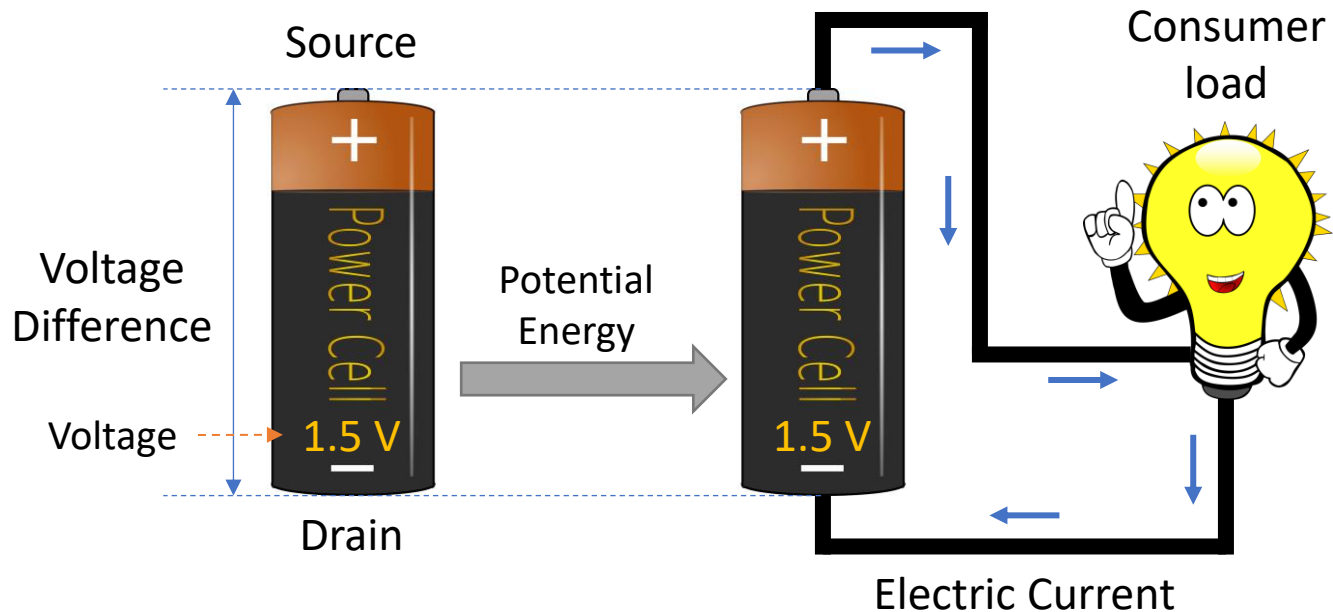 Source
Consumer
load
+
+
Power Cell
Power Cell
Voltage
Difference
Potential
Energy
Voltage
1.5 V
1.5 V
Drain
Electric Current